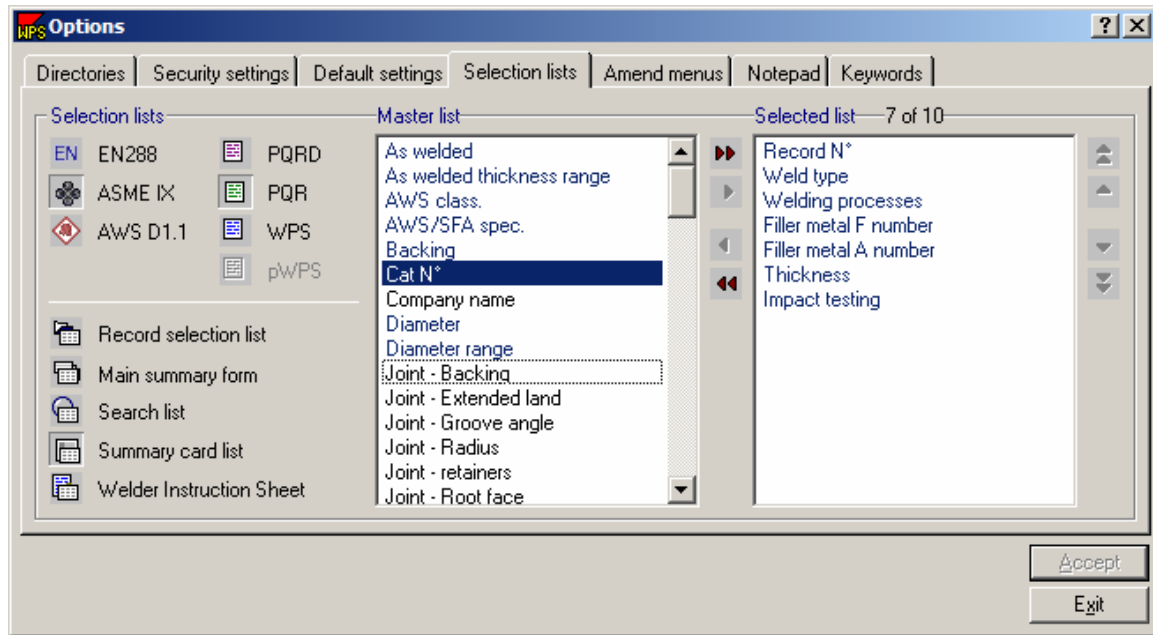 WPS Options
Directories Security settings Default settings Selection lists Amend menus Notepad Keywords
Selection lists
EN EN288 PQRD
ASME IX PQR
AWS D1.1 WPS
pWPS
Record selection list
Main summary form
Search list
Summary card list
Welder Instruction Sheet
Master list
As welded
As welded thickness range
AWS class.
AWS/SFA spec.
Backing
Cat N°
Company name
Diameter
Diameter range
Joint - Backing
Joint - Extended land
Joint - Groove angle
Joint - Radius
Joint - retainers
Joint - Root face
Selected list 7 of 10
Record N°
Weld type
Welding processes
Filler metal F number
Filler metal A number
Thickness
Impact testing
Accept
Exit